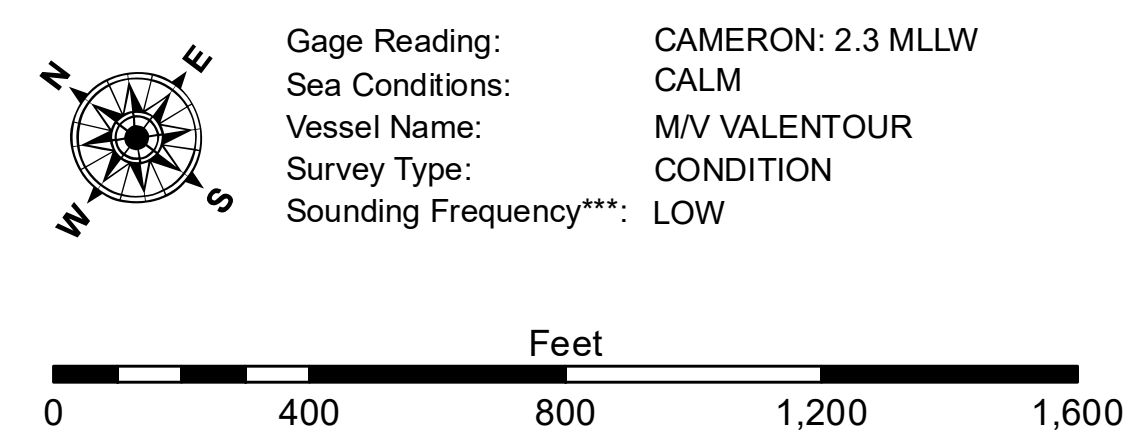 N
E
W
S
Gage Reading: CAMERON: 2.3 MLLW
Sea Conditions: CALM
Vessel Name: M/V VALENTOUR
Survey Type: CONDITION
Sounding Frequency***: LOW
Feet
0 400 800 1,200 1,600